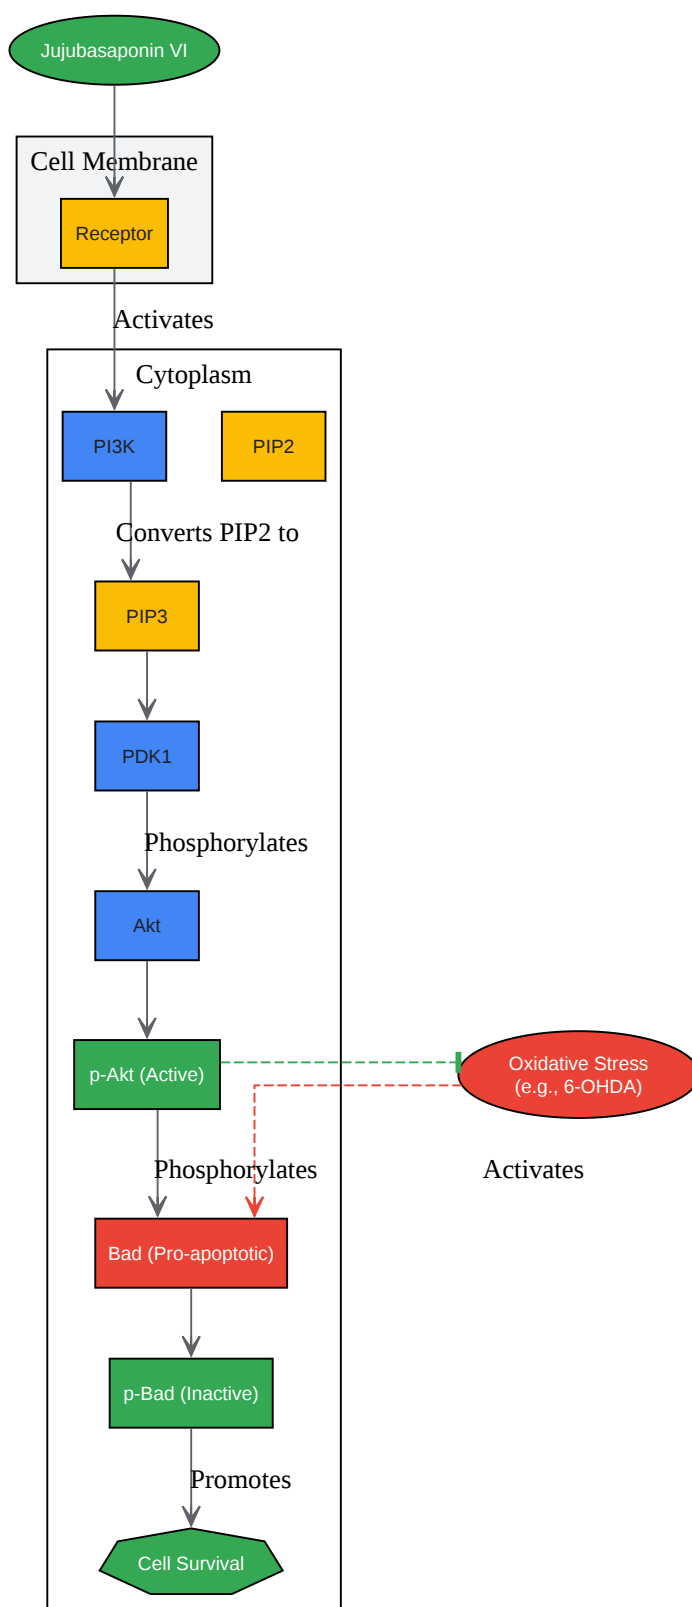 Jujubasaponin VI
Cell Membrane
Receptor
Activates
Cytoplasm
PI3K
PIP2
Converts PIP2 to
PIP3
PDK1
Phosphorylates
Akt
p-Akt (Active)
Oxidative Stress
(e.g., 6-OHDA)
Phosphorylates
Activates
Bad (Pro-apoptotic)
p-Bad (Inactive)
Promotes
Cell Survival